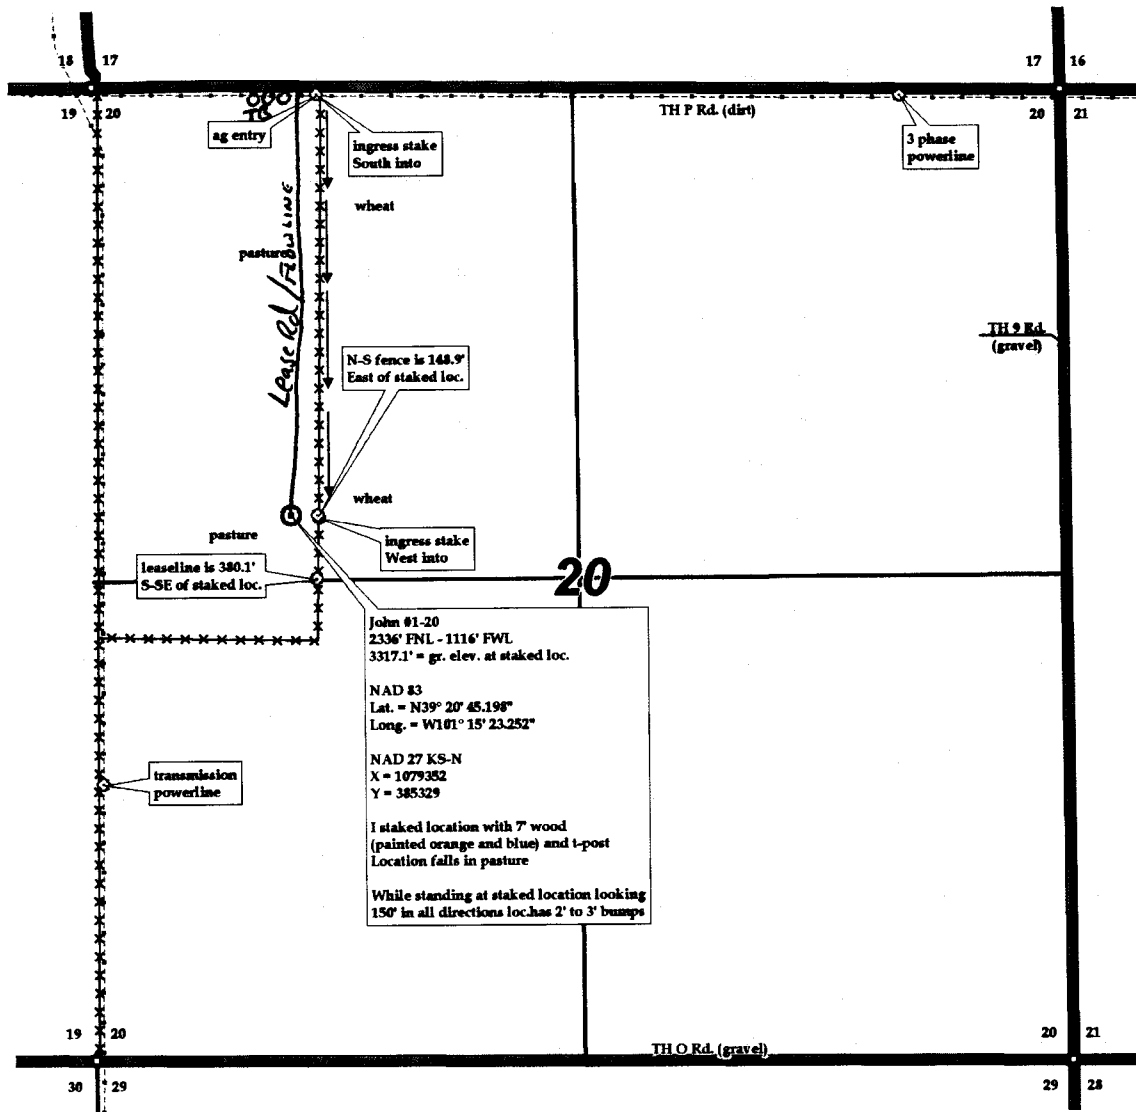 18 17
17 16
19 20
TB
TH P Rd. (dirt)
20 21
ag entry
ingress stake
South into
3 phase
powerline
wheat
pasture
Lease Rd/FLOWLINE
TH 9 Rd.
(gravel)
N-S fence is 148.9'
East of staked loc.
wheat
pasture
ingress stake
West into
leaseline is 380.1'
S-SE of staked loc.
20
John #1-20
2336' FNL - 1116' FWL
3317.1' = gr. elev. at staked loc.
NAD 83
Lat. = N39° 20' 45.198"
Long. = W101° 15' 23.252"
NAD 27 KS-N
X = 1079352
Y = 385329
I staked location with 7' wood
(painted orange and blue) and t-post
Location falls in pasture
While standing at staked location looking
150' in all directions loc.has 2' to 3' bumps
transmission
powerline
19 20
20 21
TH O Rd. (gravel)
30 29
29 28